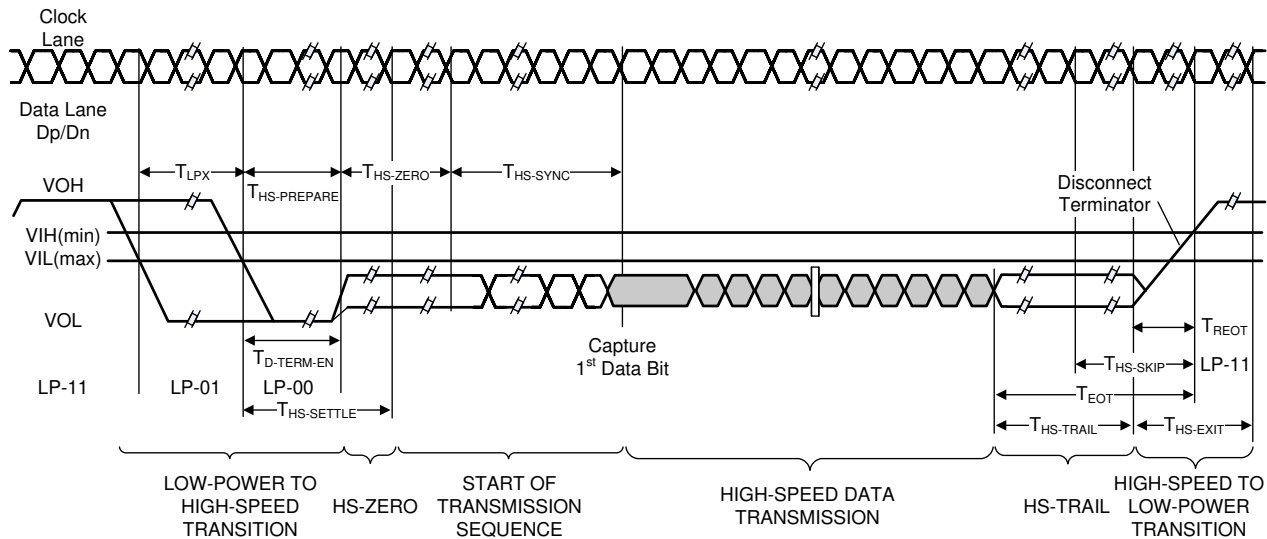 Clock
Lane
Data Lane
Dp/Dn
TLPX
THS-PREPARE
THS-ZERO
THS-SYNC
VOH
Disconnect
Terminator
VIH(min)
VIL(max)
VOL
TD-TERM-EN
Capture
1st Data Bit
TREOT
THS-SKIP
LP-11
LP-11
LP-01
LP-00
TEOT
THS-SETTLE
THS-TRAIL
THS-EXIT
LOW-POWER TO
HIGH-SPEED
TRANSITION
HS-ZERO
START OF
TRANSMISSION
SEQUENCE
HIGH-SPEED DATA
TRANSMISSION
HS-TRAIL
HIGH-SPEED TO
LOW-POWER
TRANSITION